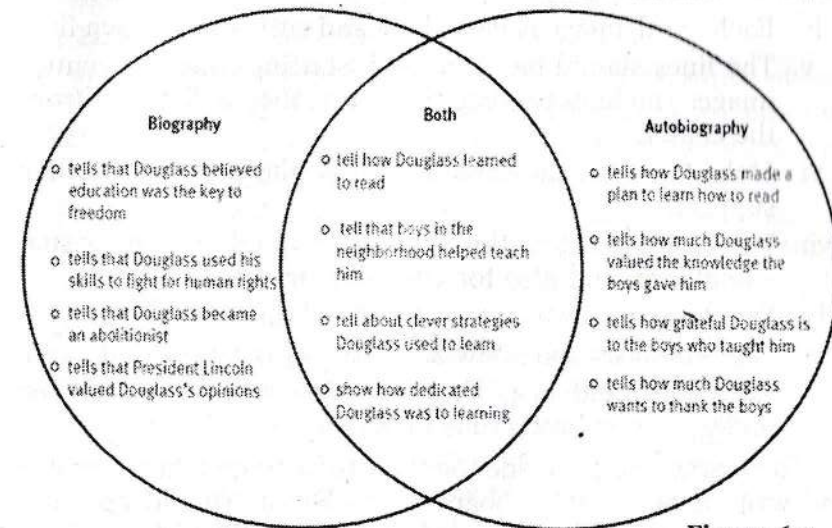 Biography
○ tells that Douglass believed
education was the key to
freedom
○ tells that Douglass used his
skills to fight for human rights
○ tells that Douglass became
an abolitionist
○ tells that President Lincoln
valued Douglass's opinions
Both
○ tell how Douglass learned
to read
○ tell that boys in the
neighborhood helped teach
him
○ tell about clever strategies
Douglass used to learn
○ show how dedicated
Douglass was to learning
Autobiography
○ tells how Douglass made a
plan to learn how to read
○ tells how much Douglass
valued the knowledge the
boys gave him
○ tells how grateful Douglass is
to the boys who taught him
○ tells how much Douglass
wants to thank the boys